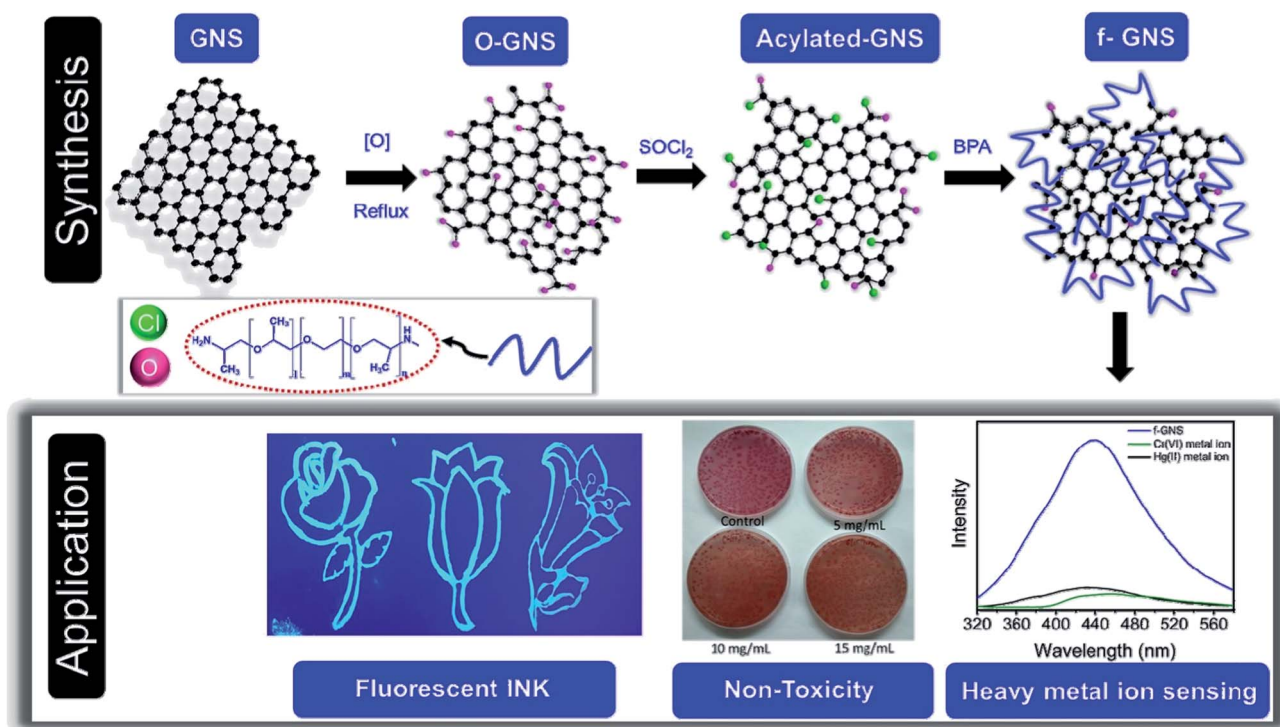 Synthesis
GNS
O-GNS
Acylated-GNS
f- GNS
[O]
Reflux
SOCl₂
BPA
Cl
O
H₂N
CH₃
O
CH₃
l
O
m
O
H₃C
n
H
N
Application
Control
5 mg/mL
10 mg/mL
15 mg/mL
Fluorescent INK
Non-Toxicity
f-GNS
Cr(VI) metal ion
Hg(II) metal ion
Intensity
320 360 400 440 480 520 560
Wavelength (nm)
Heavy metal ion sensing